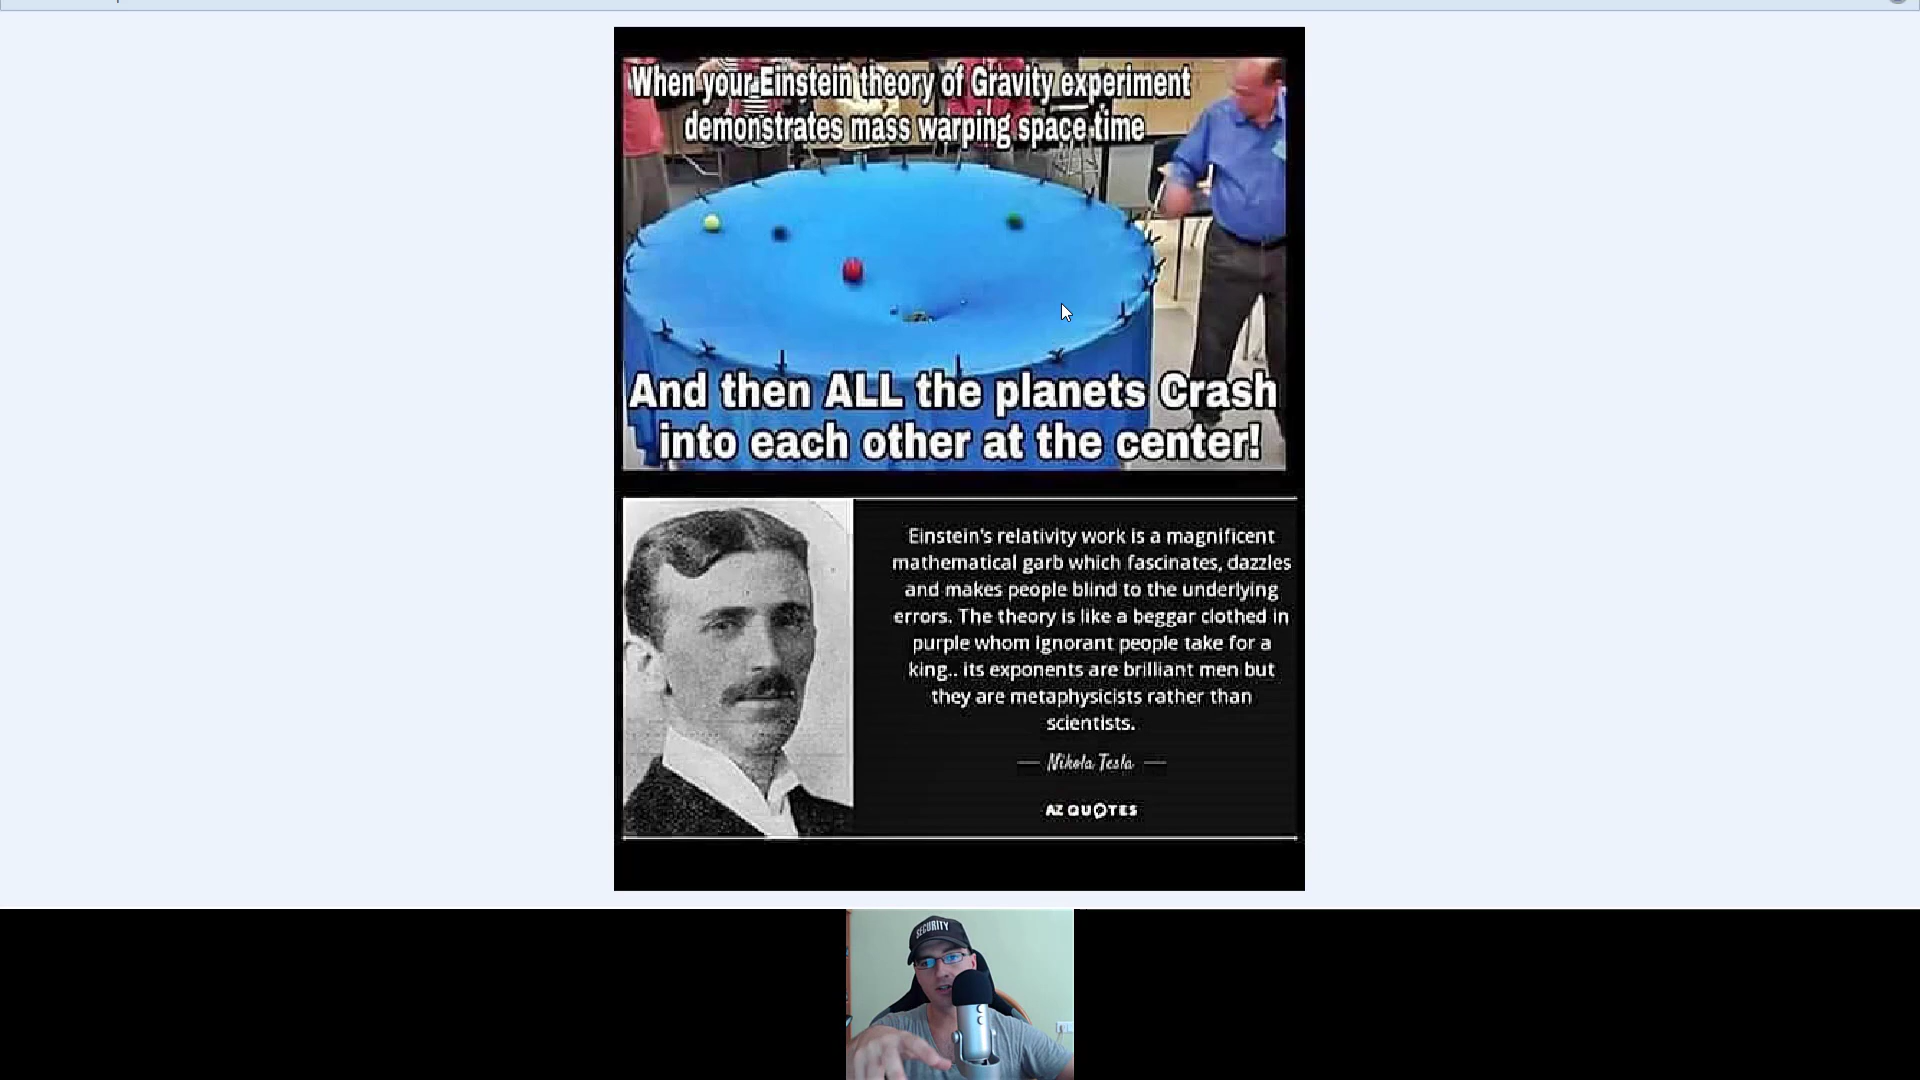 When your Einstein theory of Gravity experiment
demonstrates mass warping space time
And then ALL the planets Crash
into each other at the center!
Einstein's relativity work is a magnificent
mathematical garb which fascinates, dazzles
and makes people blind to the underlying
errors. The theory is like a beggar clothed in
purple whom ignorant people take for a
king.. its exponents are brilliant men but
they are metaphysicists rather than
scientists.
— Nikola Tesla —
AZ QUOTES
SECURITY